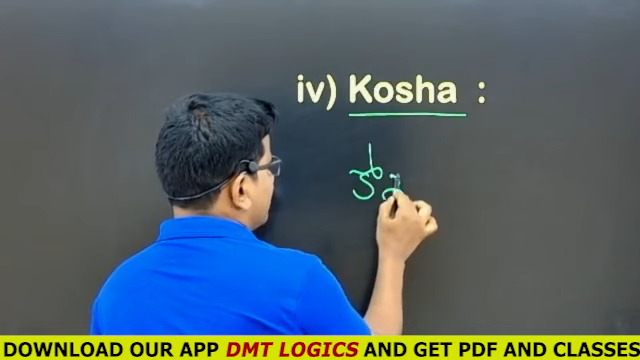 iv) Kosha :
DOWNLOAD OUR APP DMT LOGICS AND GET PDF AND CLASSES